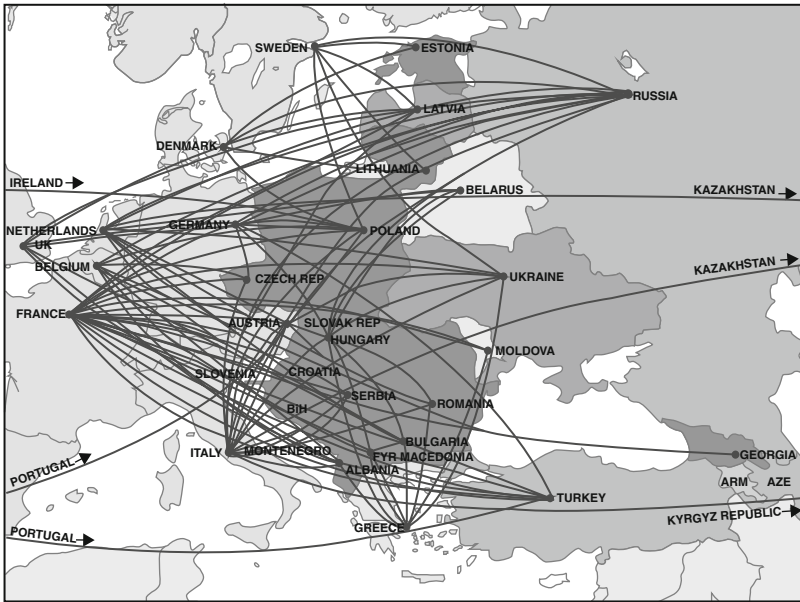 SWEDEN
ESTONIA
RUSSIA
LATVIA
DENMARK
LITHUANIA
IRELAND
BELARUS
KAZAKHSTAN
GERMANY
NETHERLANDS
POLAND
UK
BELGIUM
KAZAKHSTAN
CZECH REP
UKRAINE
FRANCE
AUSTRIA
SLOVAK REP
HUNGARY
MOLDOVA
SLOVENIA
CROATIA
SERBIA
ROMANIA
BiH
BULGARIA
ITALY
MONTENEGRO
FYR MACEDONIA
GEORGIA
ALBANIA
PORTUGAL
ARM
AZE
TURKEY
KYRGYZ REPUBLIC
GREECE
PORTUGAL